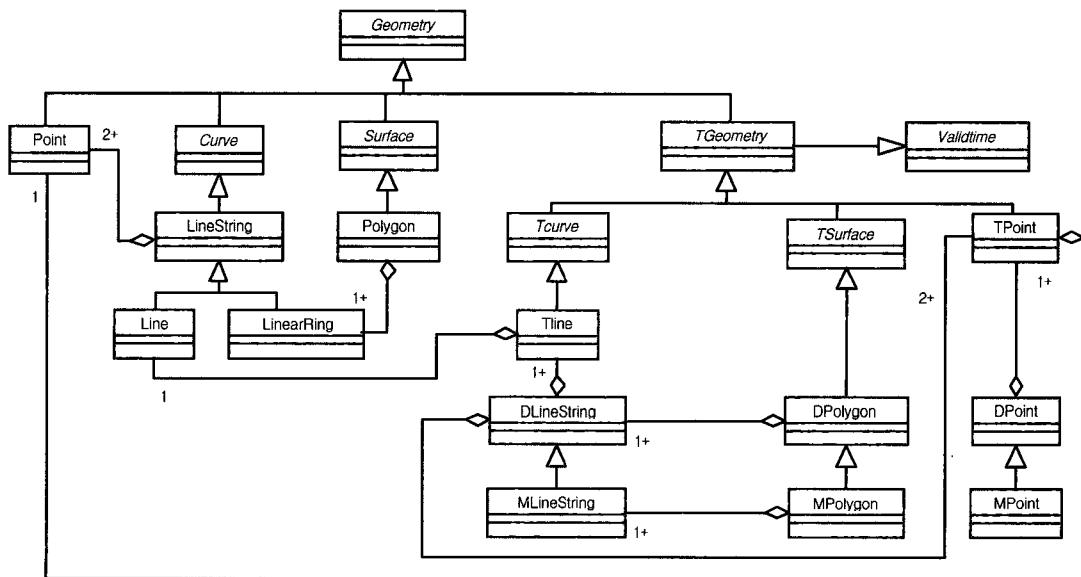 Geometry
Point
2+
Curve
Surface
TGeometry
Validtime
1
LineString
Polygon
Tcurve
TSurface
TPoint
1+
2+
1+
Line
LinearRing
Tline
1
1+
DLineString
DPolygon
DPoint
1+
MLineString
MPolygon
MPoint
1+